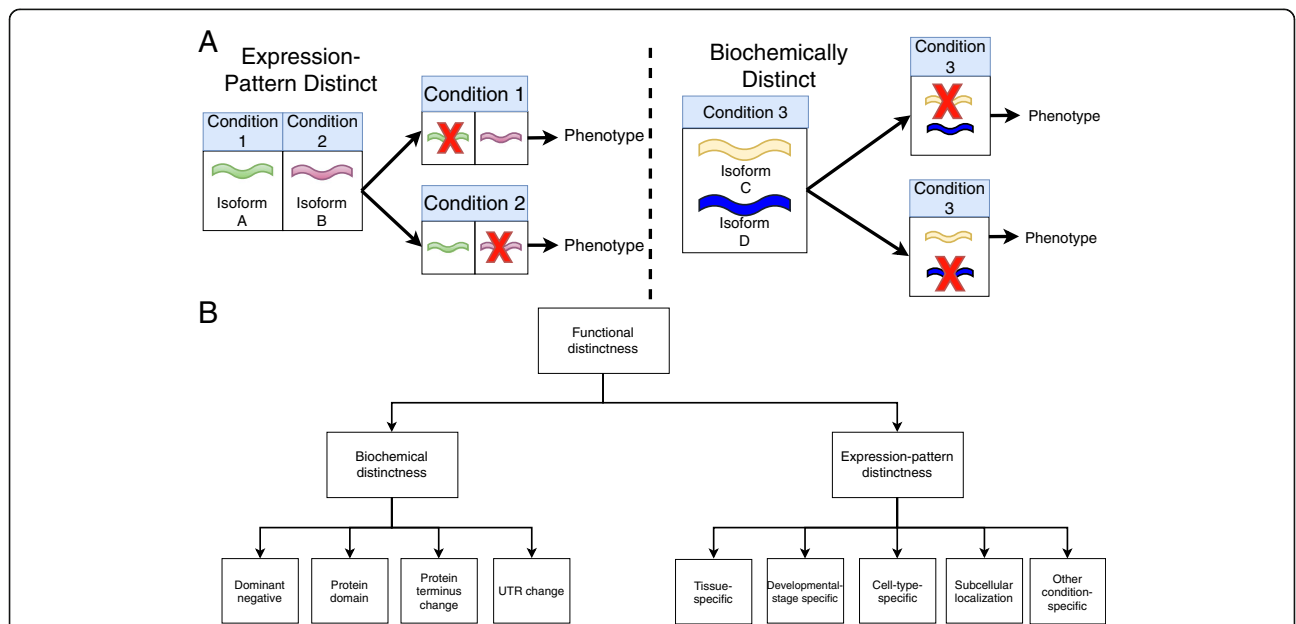 A
Expression-
Pattern Distinct
Condition
1
Condition
2
Isoform
A
Isoform
B
Condition 1
Phenotype
Condition 2
Phenotype
Biochemically
Distinct
Condition 3
Isoform
C
Isoform
D
Condition
3
Phenotype
Condition
3
Phenotype
B
Functional
distinctness
Biochemical
distinctness
Expression-pattern
distinctness
Dominant
negative
Protein
domain
Protein
terminus
change
UTR change
Tissue-
specific
Developmental-
stage specific
Cell-type-
specific
Subcellular
localization
Other
condition-
specific